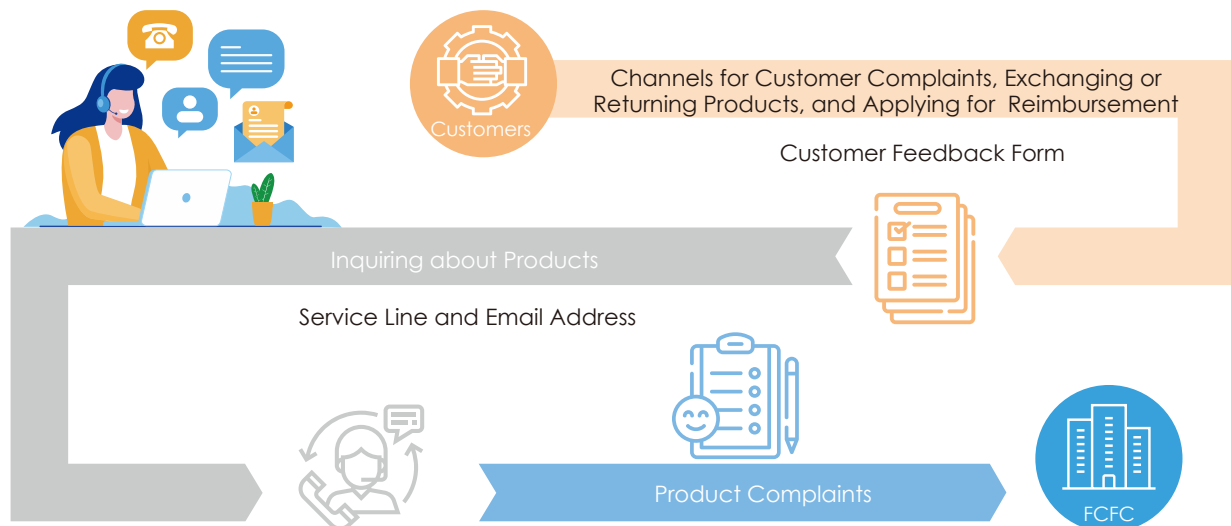 Customers
Channels for Customer Complaints, Exchanging or
Returning Products, and Applying for Reimbursement
Customer Feedback Form
Inquiring about Products
Service Line and Email Address
Product Complaints
FCFC